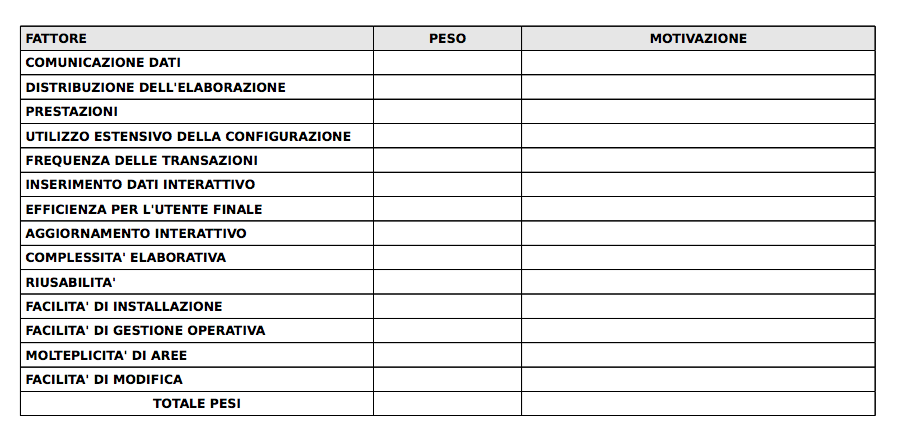 FATTORE PESO MOTIVAZIONE
COMUNICAZIONE DATI
DISTRIBUZIONE DELL'ELABORAZIONE
PRESTAZIONI
UTILIZZO ESTENSIVO DELLA CONFIGURAZIONE
FREQUENZA DELLE TRANSAZIONI
INSERIMENTO DATI INTERATTIVO
EFFICIENZA PER L'UTENTE FINALE
AGGIORNAMENTO INTERATTIVO
COMPLESSITA' ELABORATIVA
RIUSABILITA'
FACILITA' DI INSTALLAZIONE
FACILITA' DI GESTIONE OPERATIVA
MOLTEPLICITA' DI AREE
FACILITA' DI MODIFICA
TOTALE PESI